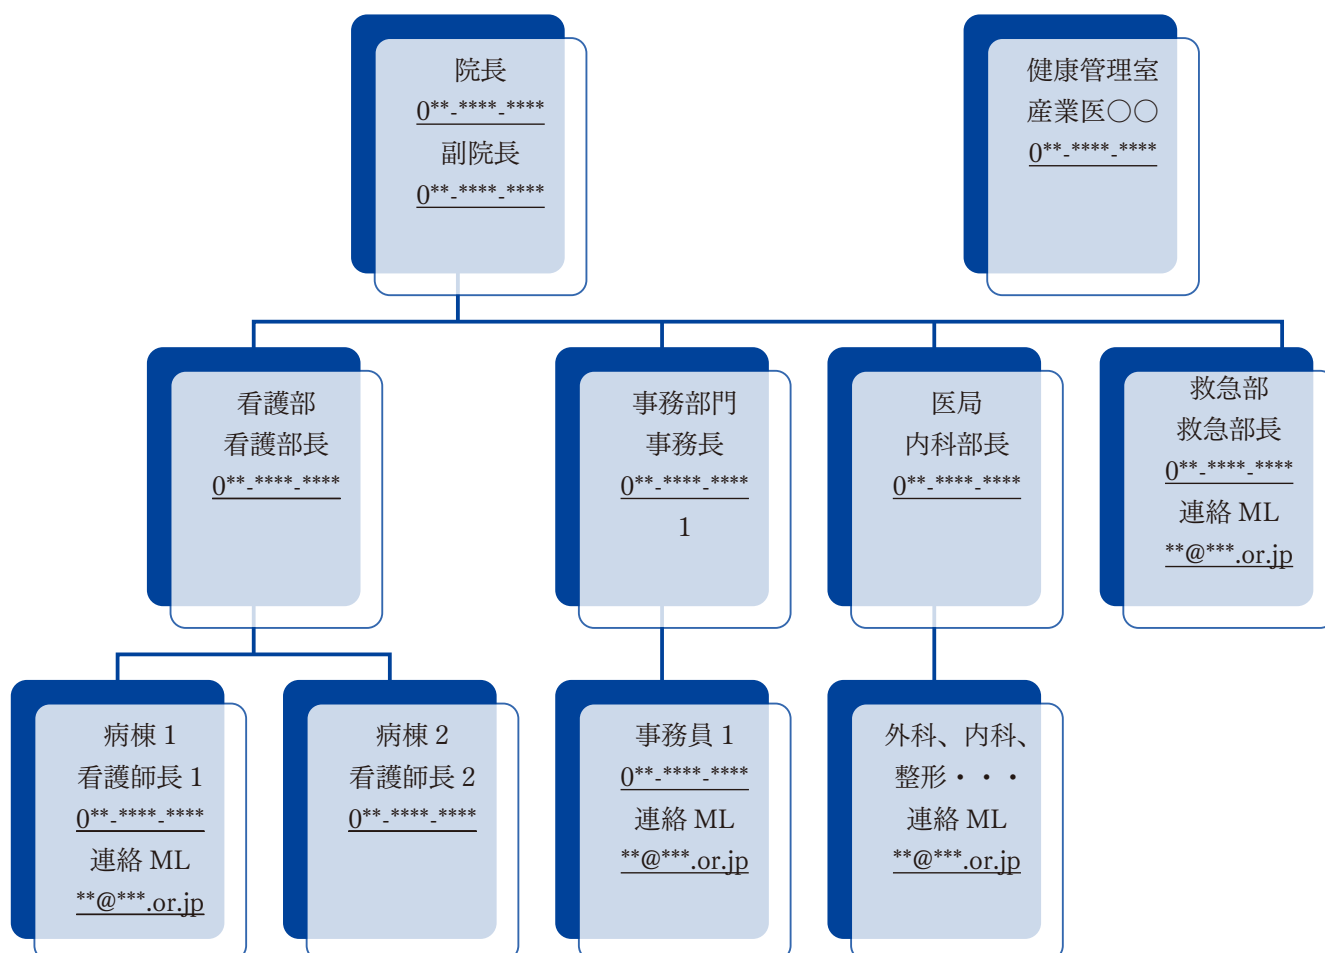 院長
0**-****-****
副院長
0**-****-****
健康管理室
産業医〇〇
0**-****-****
看護部
看護部長
0**-****-****
事務部門
事務長
0**-****-****
1
医局
内科部長
0**-****-****
救急部
救急部長
0**-****-****
連絡 ML
**@***.or.jp
病棟 1
看護師長 1
0**-****-****
連絡 ML
**@***.or.jp
病棟 2
看護師長 2
0**-****-****
事務員 1
0**-****-****
連絡 ML
**@***.or.jp
外科、内科、
整形・・・
連絡 ML
**@***.or.jp